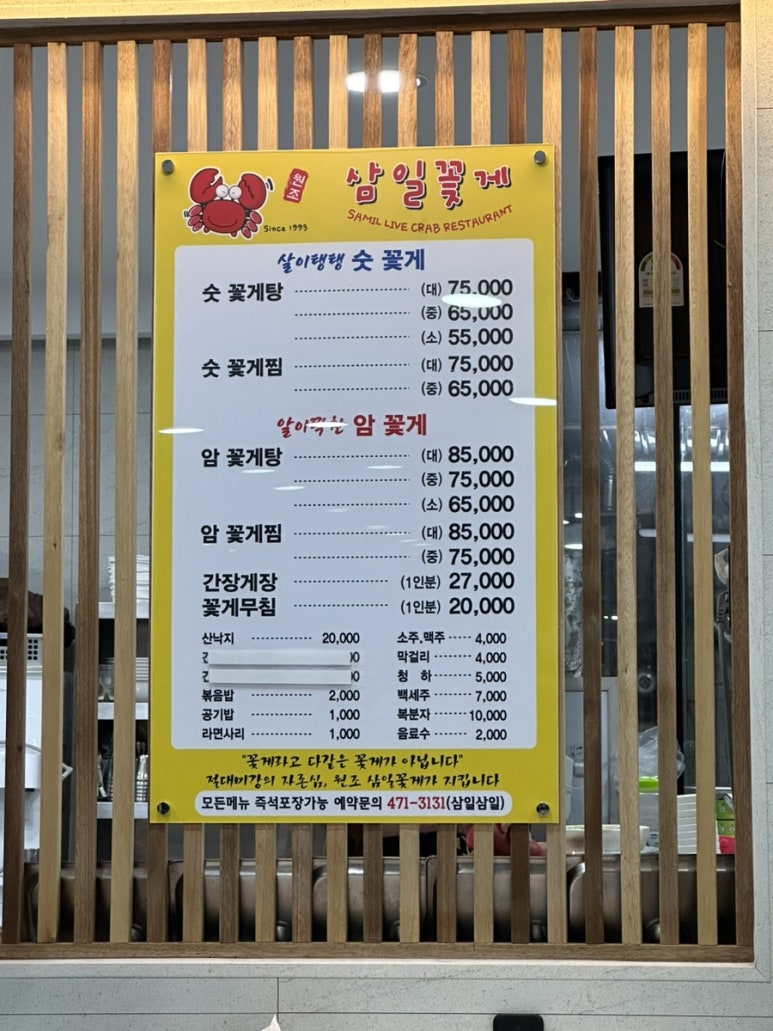 원조
삼일꽃게
SAMIL LIVE CRAB RESTAURANT
Since 1993
살이탱탱 숫 꽃게
숫 꽃게탕 (대) 75,000
(중) 65,000
(소) 55,000
숫 꽃게찜 (대) 75,000
(중) 65,000
알이꽉찬 암 꽃게
암 꽃게탕 (대) 85,000
(중) 75,000
(소) 65,000
암 꽃게찜 (대) 85,000
(중) 75,000
간장게장 (1인분) 27,000
꽃게무침 (1인분) 20,000
산낙지 20,000
볶음밥 2,000
공기밥 1,000
라면사리 1,000
소주.맥주 4,000
막걸리 4,000
청 하 5,000
백세주 7,000
복분자 10,000
음료수 2,000
"꽃게라고 다같은 꽃게가 아닙니다"
절대미감의 자존심, 원조 삼일꽃게가 지킵니다
모든메뉴 즉석포장가능 예약문의 471-3131(삼일삼일)